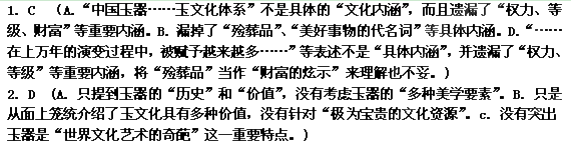 1. C （A. “中国玉器……玉文化体系”不是具体的“文化内涵”，而且遗漏了“权力、等
级、财富”等重要内涵。B. 漏掉了“殓葬品”、“美好事物的代名词”等具体内涵。D. “……
在上万年的演变过程中，被赋予越来越多……”等表述不是“具体内涵”，并遗漏了“权力、
等级”等重要内涵，将“殓葬品”当作“财富的炫示”来理解也不妥。)
2. D （A. 只提到玉器的“历史”和“价值”，没有考虑玉器的“多种美学要素”。B. 只是
从面上笼统介绍了玉文化具有多种价值，没有针对“极为宝贵的文化资源”。c. 没有突出
玉器是“世界文化艺术的奇葩”这一重要特点。)